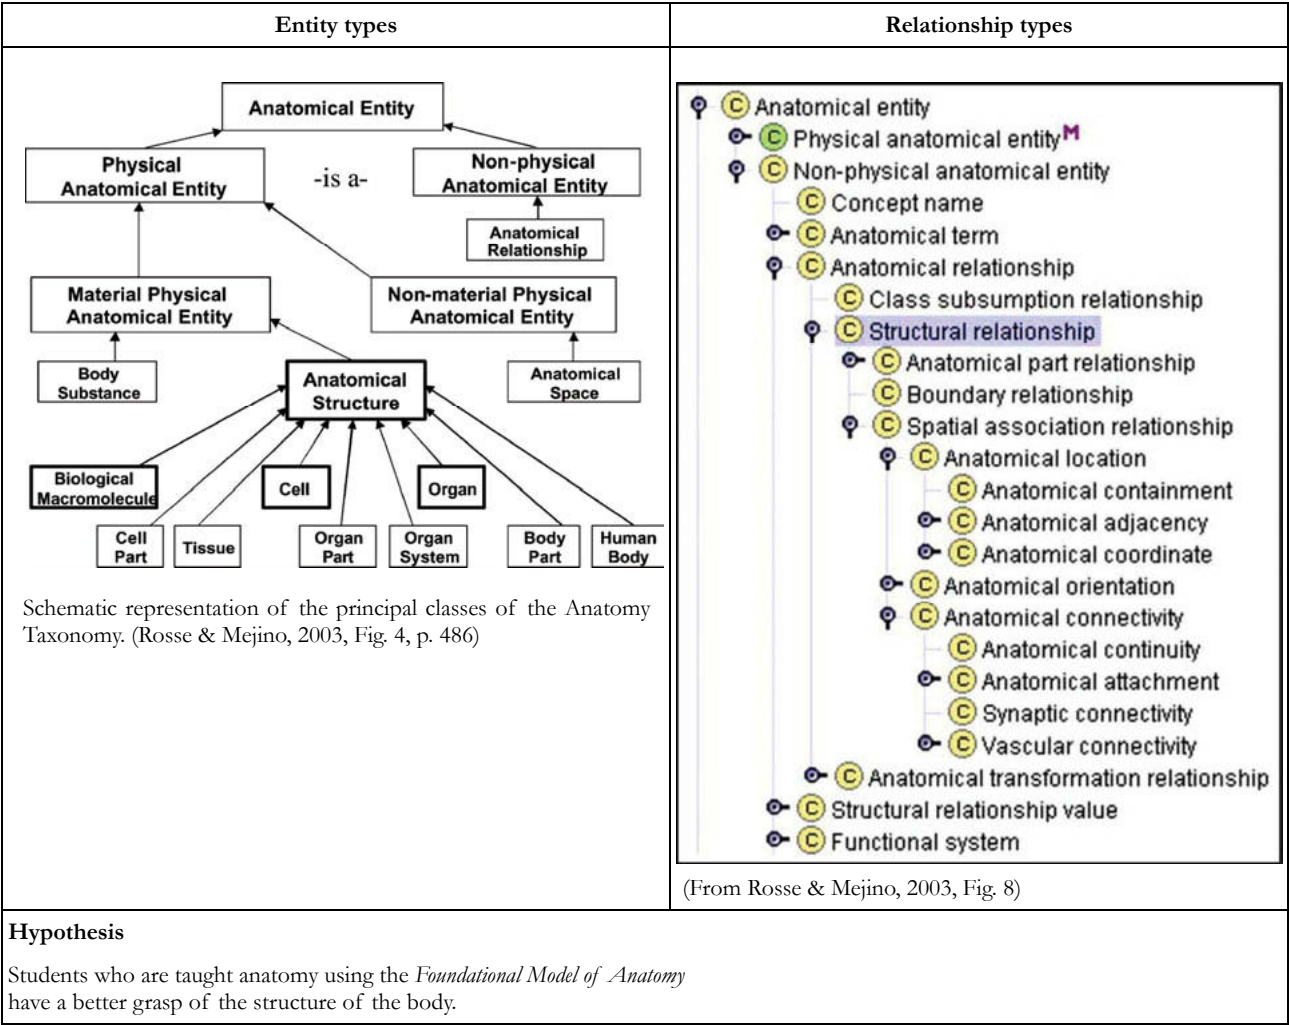 Entity types
Relationship types
Anatomical Entity
Physical
Anatomical Entity
-is a-
Non-physical
Anatomical Entity
Anatomical
Relationship
Material Physical
Anatomical Entity
Non-material Physical
Anatomical Entity
Body
Substance
Anatomical
Structure
Anatomical
Space
Biological
Macromolecule
Cell
Organ
Cell
Part
Tissue
Organ
Part
Organ
System
Body
Part
Human
Body
Schematic representation of the principal classes of the Anatomy
Taxonomy. (Rosse & Mejino, 2003, Fig. 4, p. 486)
C Anatomical entity
C Physical anatomical entity M
C Non-physical anatomical entity
C Concept name
C Anatomical term
C Anatomical relationship
C Class subsumption relationship
C Structural relationship
C Anatomical part relationship
C Boundary relationship
C Spatial association relationship
C Anatomical location
C Anatomical containment
C Anatomical adjacency
C Anatomical coordinate
C Anatomical orientation
C Anatomical connectivity
C Anatomical continuity
C Anatomical attachment
C Synaptic connectivity
C Vascular connectivity
C Anatomical transformation relationship
C Structural relationship value
C Functional system
(From Rosse & Mejino, 2003, Fig. 8)
Hypothesis
Students who are taught anatomy using the Foundational Model of Anatomy
have a better grasp of the structure of the body.